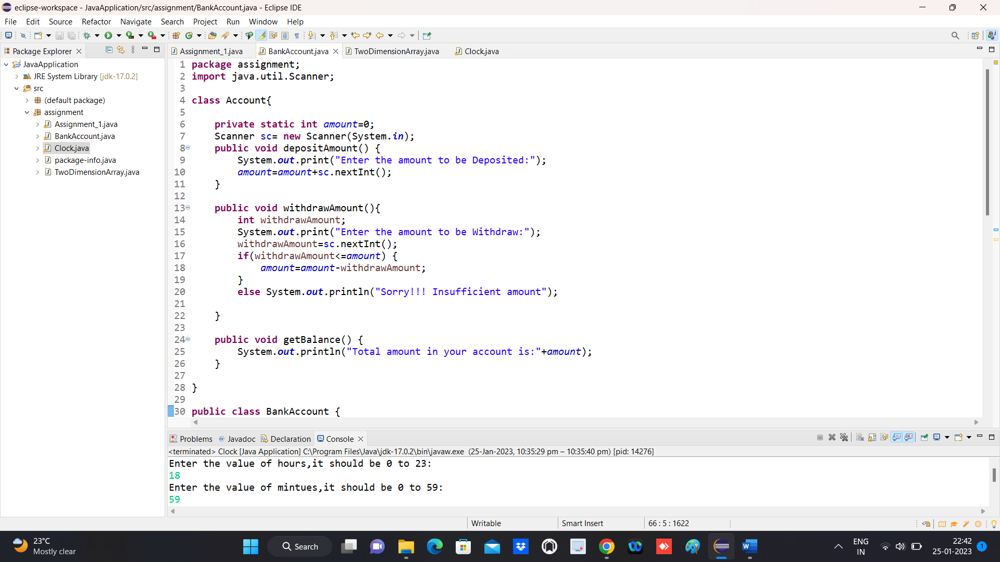 eclipse-workspace - JavaApplication/src/assignment/BankAccount.java - Eclipse IDE
File Edit Source Refactor Navigate Search Project Run Window Help
Package Explorer
JavaApplication
JRE System Library [jdk-17.0.2]
src
(default package)
assignment
Assignment_1.java
BankAccount.java
Clock.java
package-info.java
TwoDimensionArray.java
Assignment_1.java BankAccount.java TwoDimensionArray.java Clock.java
1 package assignment;
2 import java.util.Scanner;
3
4 class Account{
5
6 private static int amount=0;
7 Scanner sc= new Scanner(System.in);
8 public void depositAmount() {
9 System.out.print("Enter the amount to be Deposited:");
10 amount=amount+sc.nextInt();
11 }
12
13 public void withdrawAmount(){
14 int withdrawAmount;
15 System.out.print("Enter the amount to be Withdraw:");
16 withdrawAmount=sc.nextInt();
17 if(withdrawAmount<=amount) {
18 amount=amount-withdrawAmount;
19 }
20 else System.out.println("Sorry!!! Insufficient amount");
21
22 }
23
24 public void getBalance() {
25 System.out.println("Total amount in your account is:"+amount);
26 }
27
28 }
29
30 public class BankAccount {
Problems Javadoc Declaration Console
<terminated> Clock [Java Application] C:\Program Files\Java\jdk-17.0.2\bin\javaw.exe (25-Jan-2023, 10:35:29 pm – 10:35:40 pm) [pid: 14276]
Enter the value of hours,it should be 0 to 23:
18
Enter the value of mintues,it should be 0 to 59:
59
Writable Smart Insert 66 : 5 : 1622
23°C
Mostly clear
Search
ENG
IN
22:42
25-01-2023
1